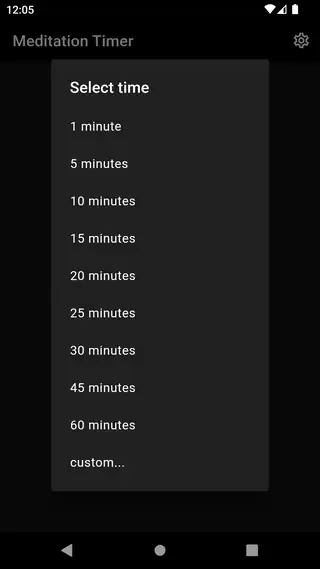 12:05
Meditation Timer
Select time
1 minute
5 minutes
10 minutes
15 minutes
20 minutes
25 minutes
30 minutes
45 minutes
60 minutes
custom...